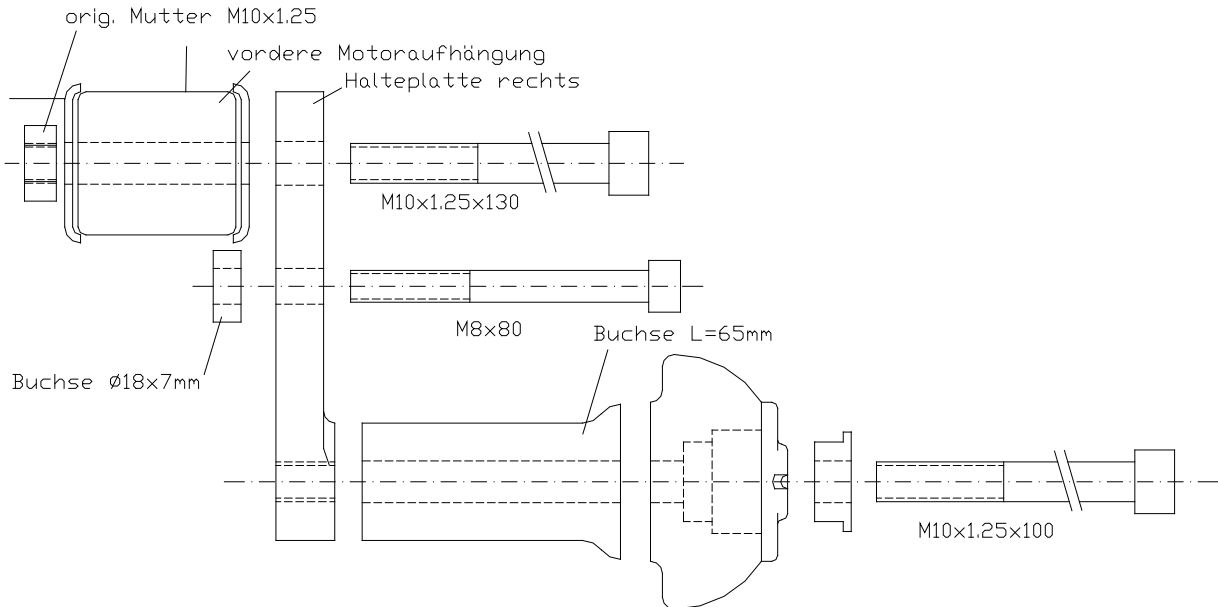 orig. Mutter M10x1.25
vordere Motoraufhängung
Halteplatte rechts
M10x1.25x130
M8x80
Buchse L=65mm
Buchse Ø18x7mm
M10x1.25x100